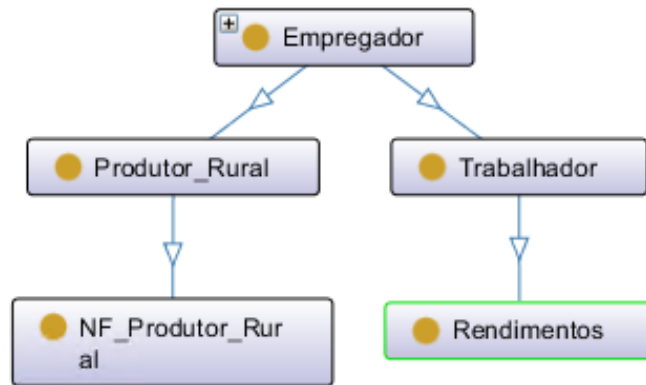 Empregador
Produtor_Rural
Trabalhador
NF_Produtor_Rur
al
Rendimentos